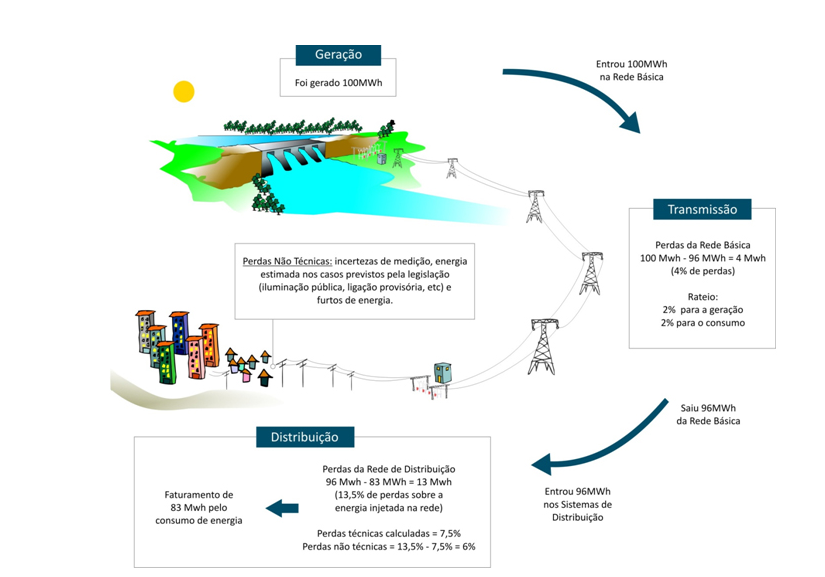 Geração
Foi gerado 100MWh
Entrou 100MWh
na Rede Básica
Transmissão
Perdas da Rede Básica
100 Mwh - 96 MWh = 4 Mwh
(4% de perdas)
Rateio:
2% para a geração
2% para o consumo
Perdas Não Técnicas: incertezas de medição, energia
estimada nos casos previstos pela legislação
(iluminação pública, ligação provisória, etc) e
furtos de energia.
Saiu 96MWh
da Rede Básica
Entrou 96MWh
nos Sistemas de
Distribuição
Distribuição
Perdas da Rede de Distribuição
96 Mwh - 83 MWh = 13 Mwh
(13,5% de perdas sobre a
energia injetada na rede)
Perdas técnicas calculadas = 7,5%
Perdas não técnicas = 13,5% - 7,5% = 6%
Faturamento de
83 Mwh pelo
consumo de energia